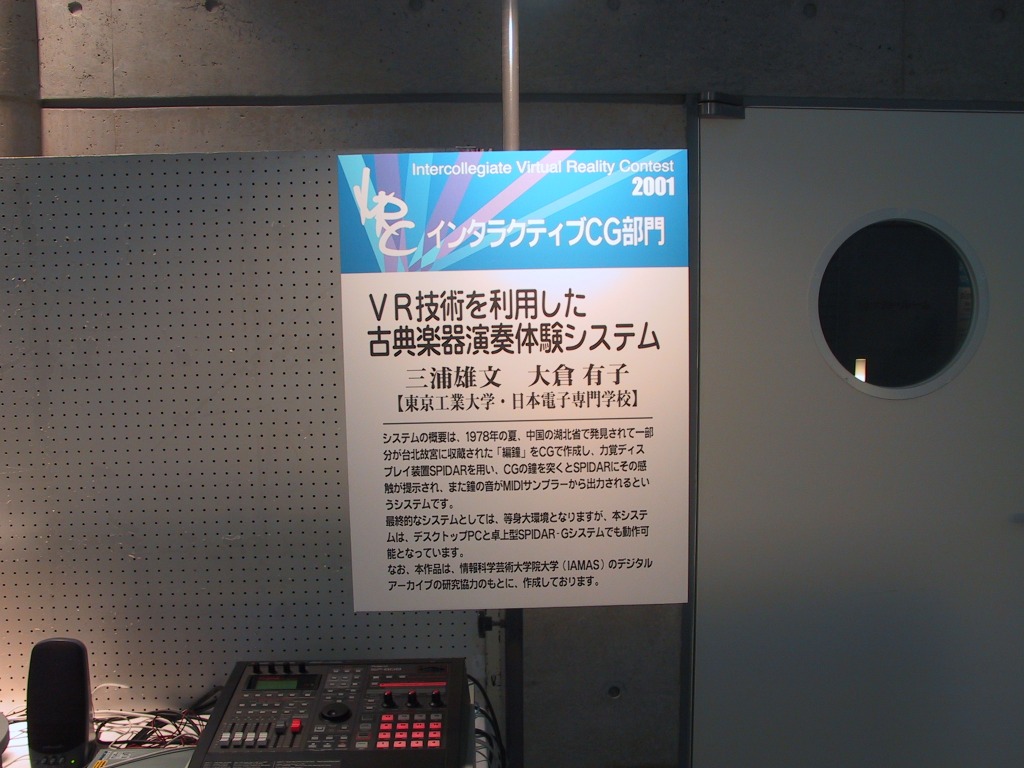 Intercollegiate Virtual Reality Contest
2001
IVRC
インタラクティブCG部門
VR技術を利用した
古典楽器演奏体験システム
三浦雄文 大倉有子
【東京工業大学・日本電子専門学校】
システムの概要は、1978年の夏、中国の湖北省で発見されて一部
分が台北故宮に収蔵された「編鐘」をCGで作成し、力覚ディス
プレイ装置SPIDARを用い、CGの鐘を突くとSPIDARにその感
触が提示され、また鐘の音がMIDIサンプラーから出力されるとい
うシステムです。
最終的なシステムとしては、等身大環境となりますが、本システ
ムは、デスクトップPCと卓上型SPIDAR-Gシステムでも動作可
能となっています。
なお、本作品は、情報科学芸術大学院大学(IAMAS)のデジタル
アーカイブの研究協力のもとに、作成しております。